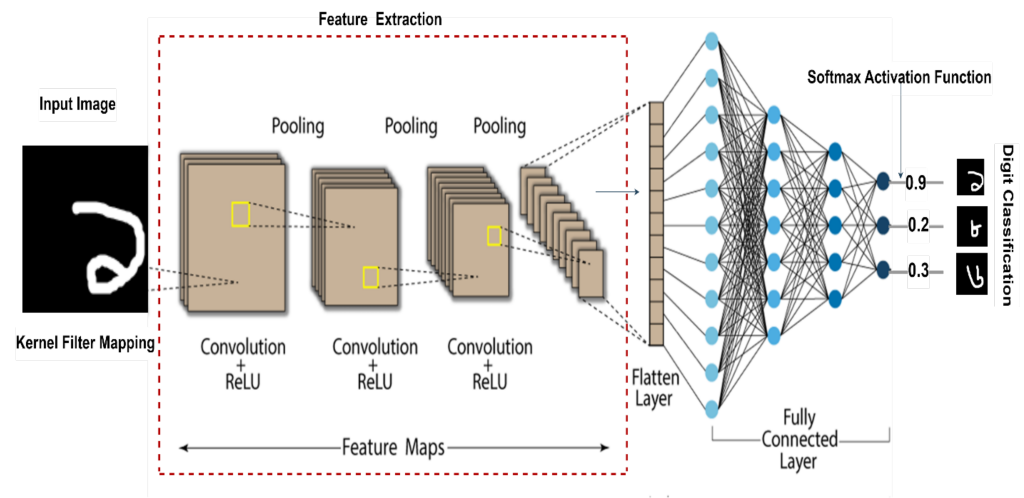 Feature Extraction
Input Image
Softmax Activation Function
Pooling
Pooling
Pooling
0.9
0.2
0.3
Digit Classification
Kernel Filter Mapping
Convolution
+
ReLU
Convolution
+
ReLU
Convolution
+
ReLU
Flatten
Layer
Fully
Connected
Layer
Feature Maps